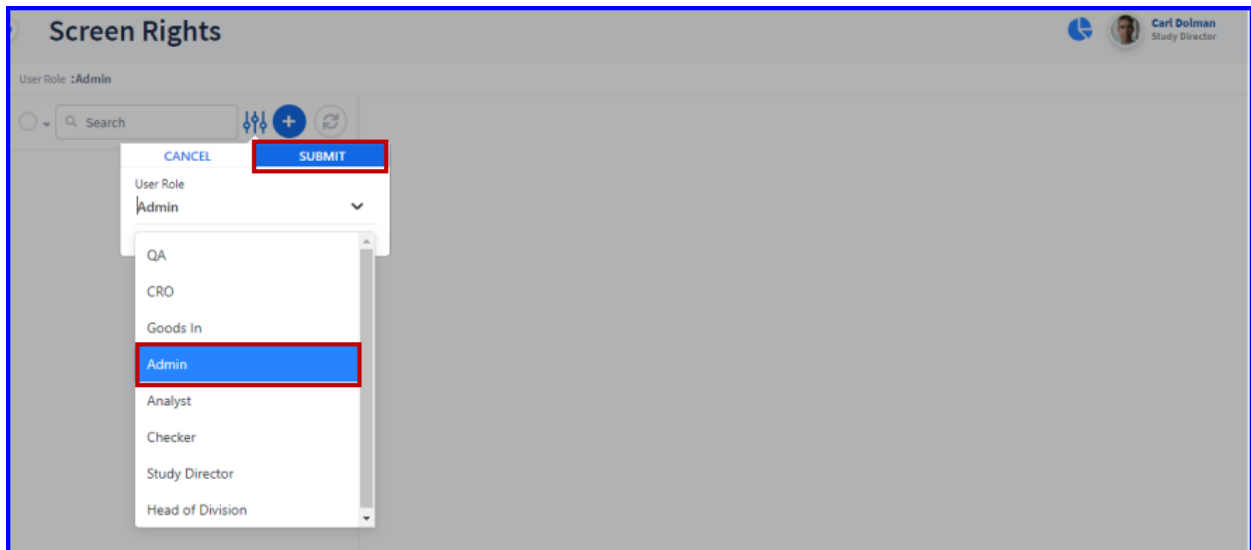 Screen Rights
Carl Dolman
Study Director
User Role :Admin
Search
CANCEL
SUBMIT
User Role
Admin
QA
CRO
Goods In
Admin
Analyst
Checker
Study Director
Head of Division